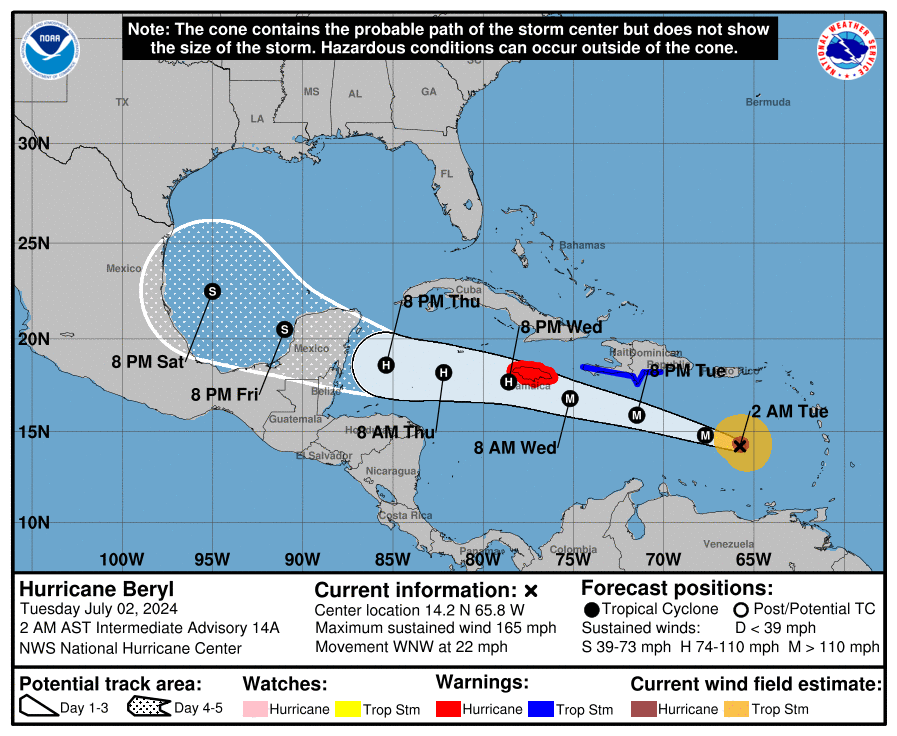 Note: The cone contains the probable path of the storm center but does not show
the size of the storm. Hazardous conditions can occur outside of the cone.
NOAA
NATIONAL WEATHER SERVICE
TX
LA
MS
AL
GA
SC
FL
Bermuda
30N
25N
20N
15N
10N
Mexico
Bahamas
Cuba
8 PM Thu
8 PM Wed
S
S
8 PM Sat
8 PM Fri
Mexico
Belize
Guatemala
El Salvador
Nicaragua
Costa Rica
Panama
Colombia
Venezuela
H
H
H
M
M
M
8 AM Thu
8 AM Wed
8 PM Tue
2 AM Tue
Haiti
Dominican
Jamaica
100W
95W
90W
85W
80W
75W
70W
65W
Hurricane Beryl
Tuesday July 02, 2024
2 AM AST Intermediate Advisory 14A
NWS National Hurricane Center
Current information: x
Center location 14.2 N 65.8 W
Maximum sustained wind 165 mph
Movement WNW at 22 mph
Forecast positions:
Tropical Cyclone Post/Potential TC
Sustained winds: D < 39 mph
S 39-73 mph H 74-110 mph M > 110 mph
Potential track area:
Day 1-3 Day 4-5
Watches:
Hurricane Trop Stm
Warnings:
Hurricane Trop Stm
Current wind field estimate:
Hurricane Trop Stm